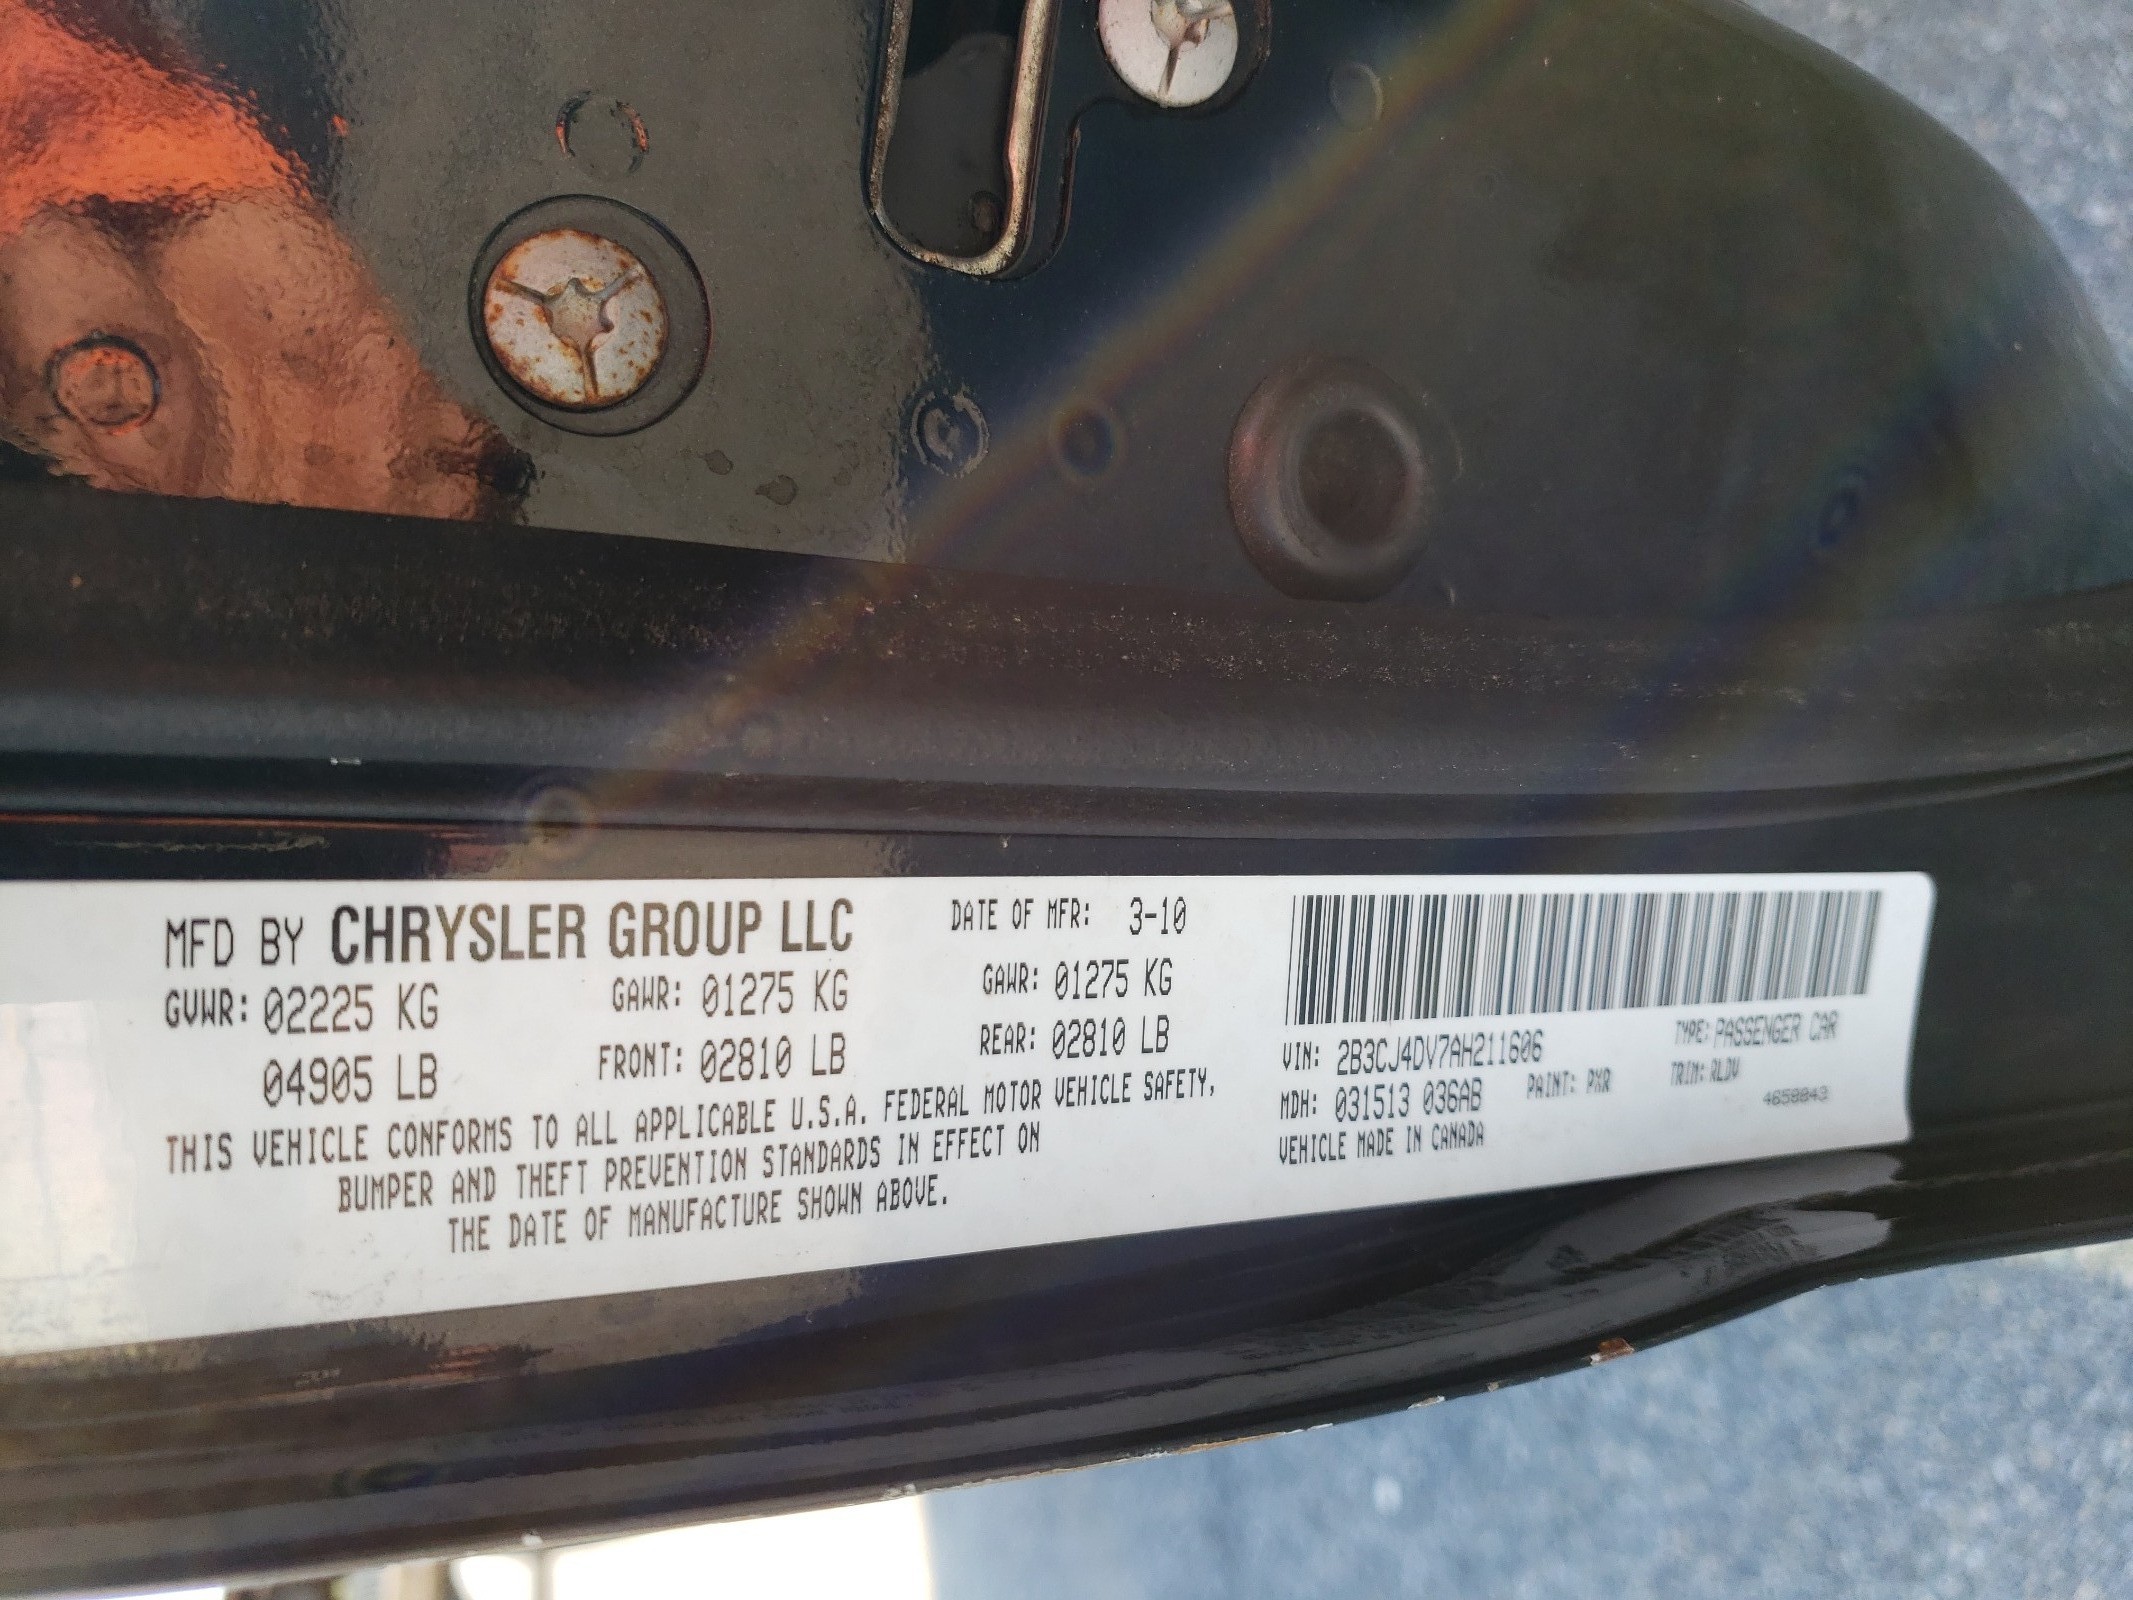 MFD BY CHRYSLER GROUP LLC
DATE OF MFR: 3-10
GVWR: 02225 KG
04905 LB
GAWR: 01275 KG
FRONT: 02810 LB
GAWR: 01275 KG
REAR: 02810 LB
THIS VEHICLE CONFORMS TO ALL APPLICABLE U.S.A. FEDERAL MOTOR VEHICLE SAFETY,
BUMPER AND THEFT PREVENTION STANDARDS IN EFFECT ON
THE DATE OF MANUFACTURE SHOWN ABOVE.
VIN: 2B3CJ4DV7AH211606
TYPE: PASSENGER CAR
MDH: 031513 036AB
PAINT: PXR
TRIM: RLDV
VEHICLE MADE IN CANADA
4658843